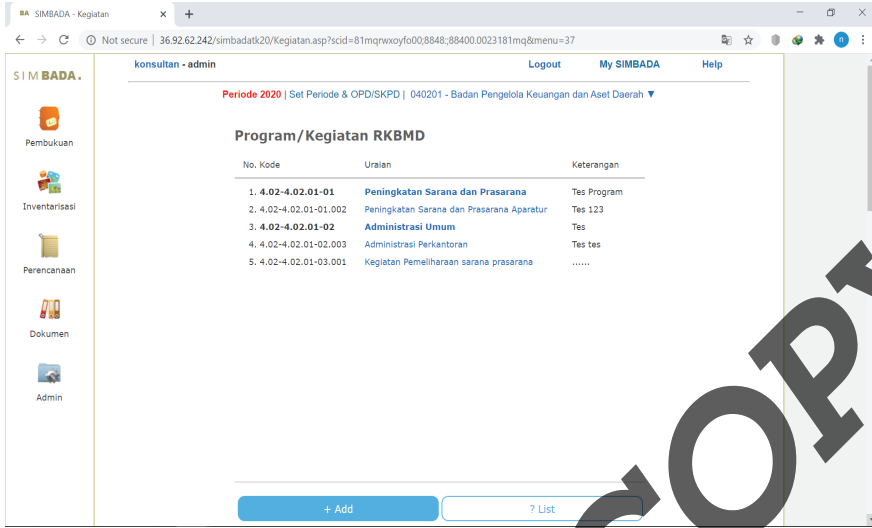 BA SIMBADA - Kegiatan
Not secure | 36.92.62.242/simbadatk20/Kegiatan.asp?scid=81mqrwxoyfo00;8848:;88400.0023181mq&menu=37
n
SIMBADA.
konsultan - admin Logout My SIMBADA Help
Periode 2020 | Set Periode & OPD/SKPD | 040201 - Badan Pengelola Keuangan dan Aset Daerah ▼
Pembukuan
Inventarisasi
Perencanaan
Dokumen
Admin
Program/Kegiatan RKBMD
No. Kode Uraian Keterangan
1. 4.02-4.02.01-01 Peningkatan Sarana dan Prasarana Tes Program
2. 4.02-4.02.01-01.002 Peningkatan Sarana dan Prasarana Aparatur Tes 123
3. 4.02-4.02.01-02 Administrasi Umum Tes
4. 4.02-4.02.01-02.003 Administrasi Perkantoran Tes tes
5. 4.02-4.02.01-03.001 Kegiatan Pemeliharaan sarana prasarana ......
+ Add ? List
COPY